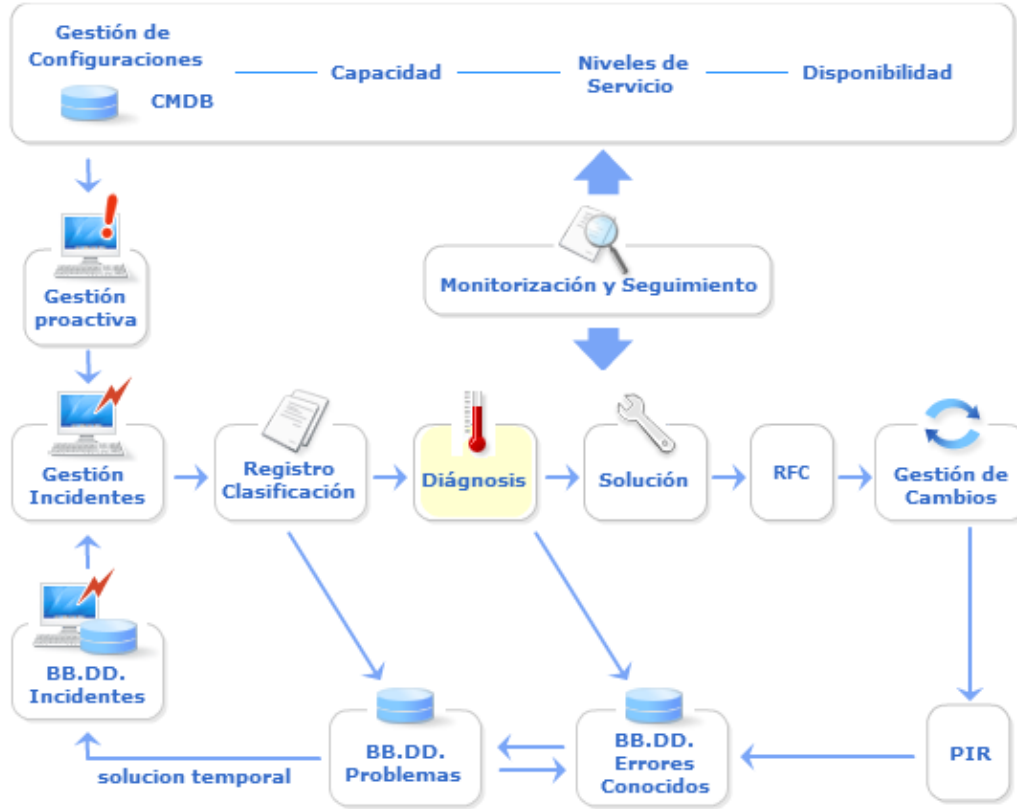 Gestión de
Configuraciones
CMDB
Capacidad
Niveles de
Servicio
Disponibilidad
Gestión
proactiva
Monitorización y Seguimiento
Gestión
Incidentes
Registro
Clasificación
Diágnosis
Solución
RFC
Gestión de
Cambios
BB.DD.
Incidentes
solucion temporal
BB.DD.
Problemas
BB.DD.
Errores
Conocidos
PIR